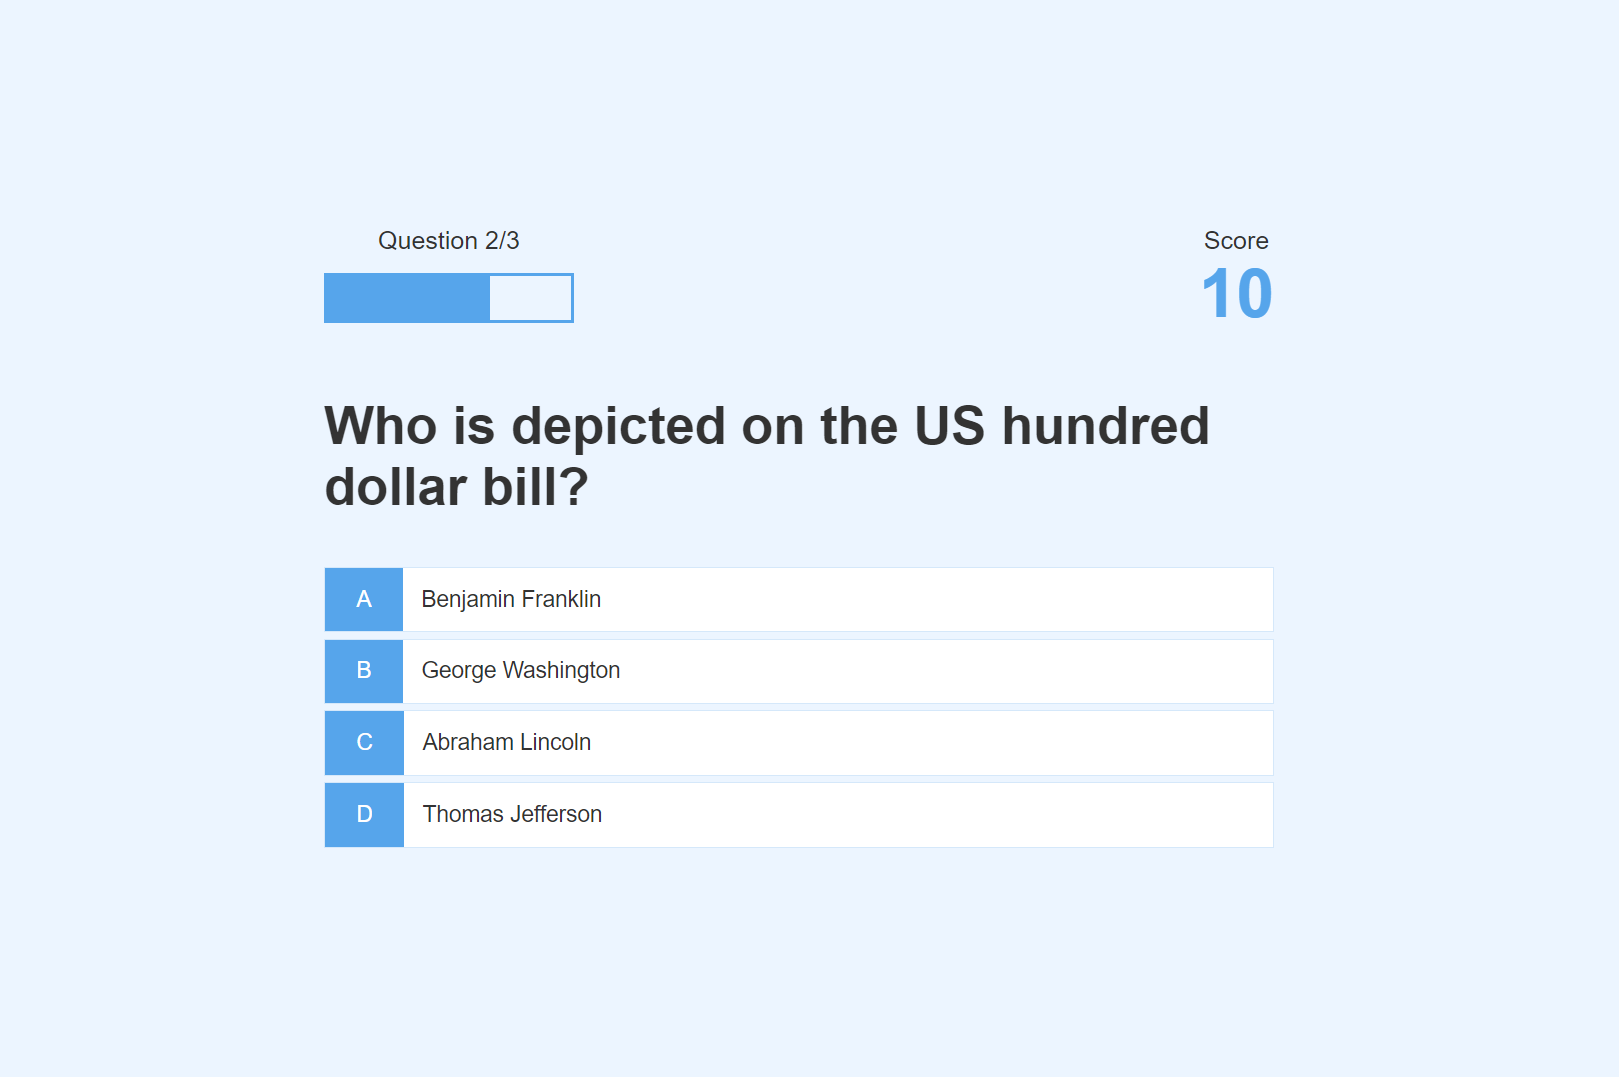 Question 2/3
Score
10
Who is depicted on the US hundred
dollar bill?
A Benjamin Franklin
B George Washington
C Abraham Lincoln
D Thomas Jefferson